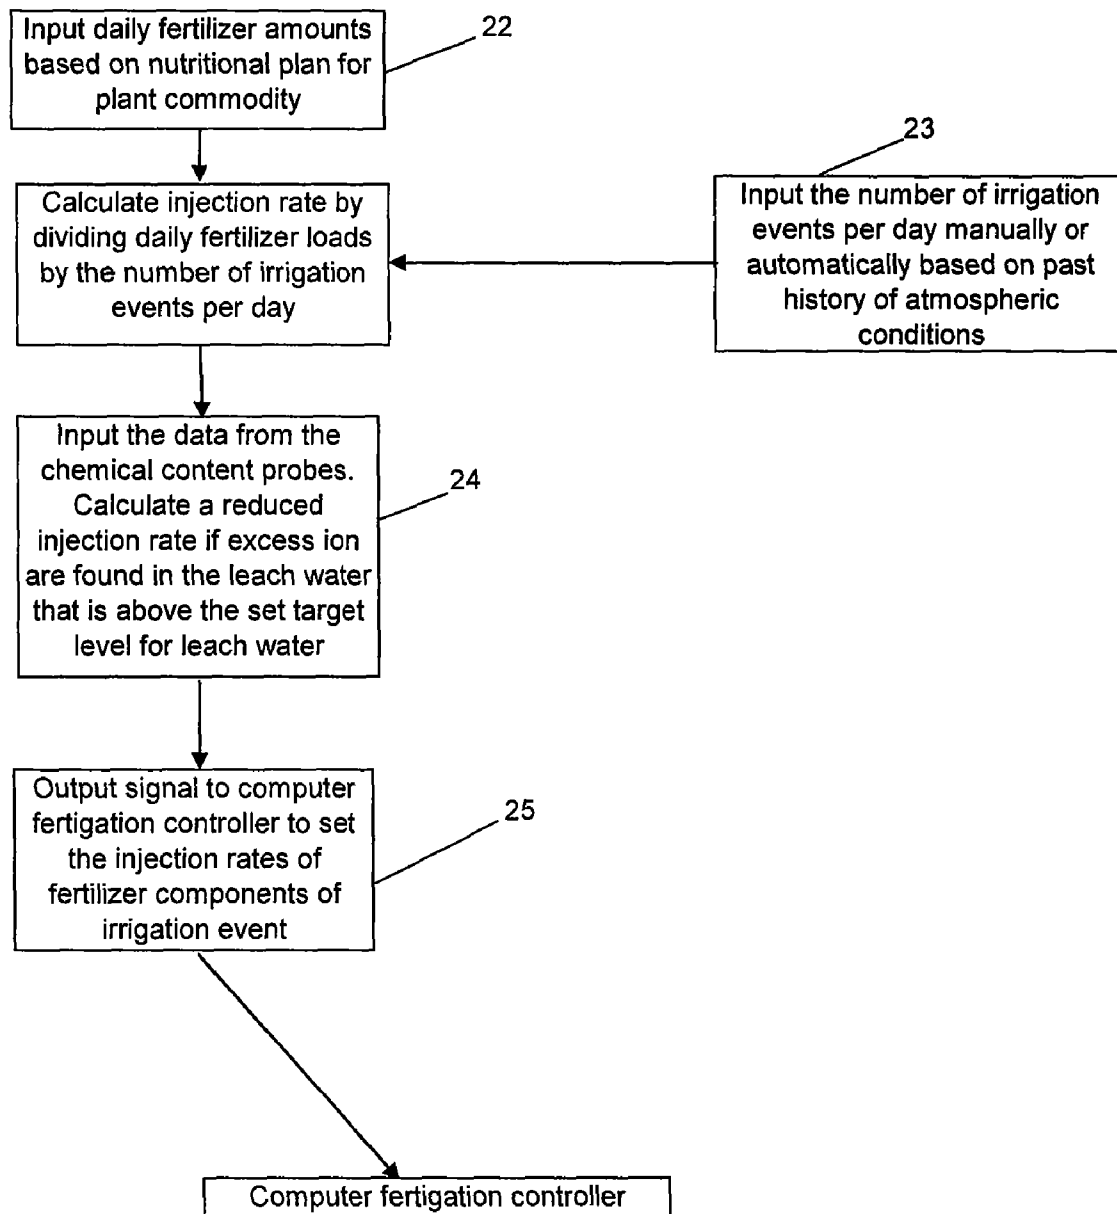 Input daily fertilizer amounts
based on nutritional plan for
plant commodity
22
Calculate injection rate by
dividing daily fertilizer loads
by the number of irrigation
events per day
23
Input the number of irrigation
events per day manually or
automatically based on past
history of atmospheric
conditions
Input the data from the
chemical content probes.
Calculate a reduced
injection rate if excess ion
are found in the leach water
that is above the set target
level for leach water
24
Output signal to computer
fertigation controller to set
the injection rates of
fertilizer components of
irrigation event
25
Computer fertigation controller